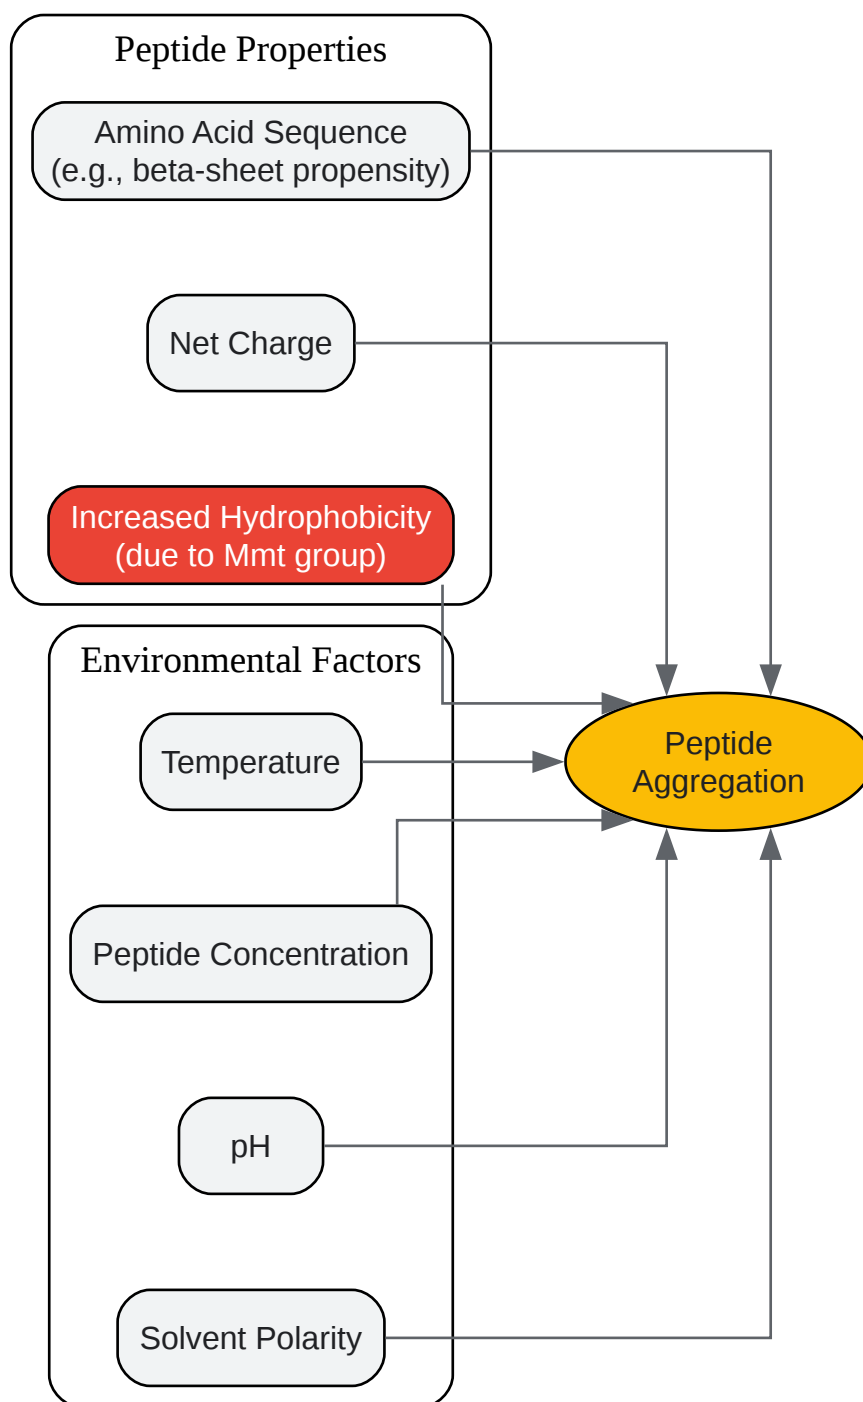 Peptide Properties
Amino Acid Sequence
(e.g., beta-sheet propensity)
Net Charge
Increased Hydrophobicity
(due to Mmt group)
Environmental Factors
Temperature
Peptide
Aggregation
Peptide Concentration
pH
Solvent Polarity